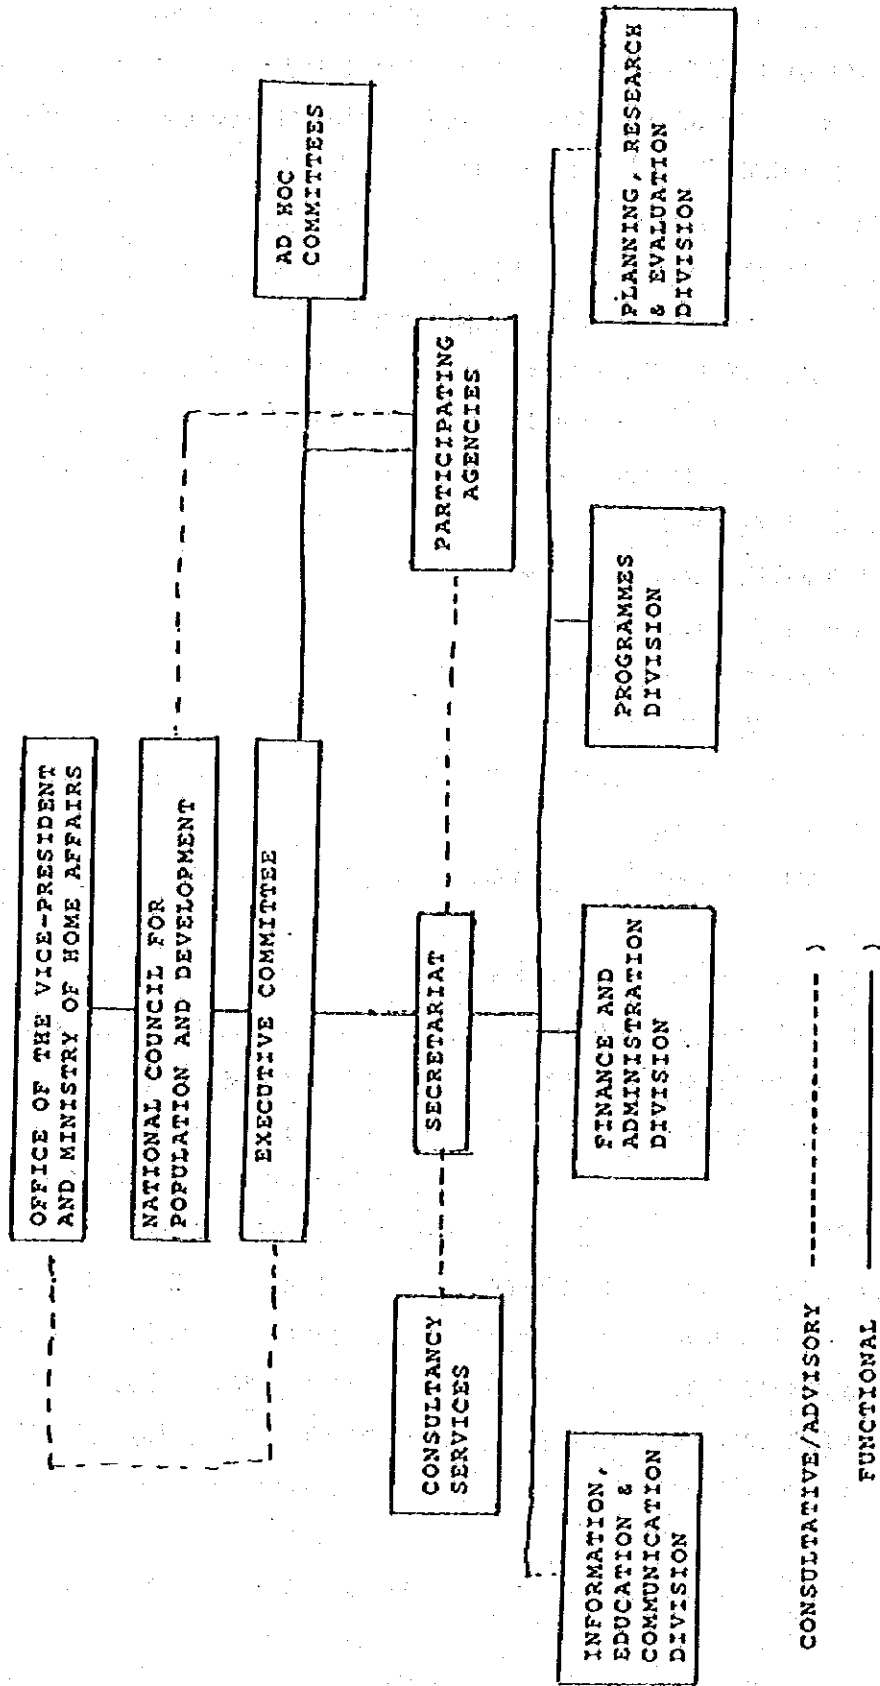 OFFICE OF THE VICE-PRESIDENT
AND MINISTRY OF HOME AFFAIRS
NATIONAL COUNCIL FOR
POPULATION AND DEVELOPMENT
EXECUTIVE COMMITTEE
AD HOC
COMMITTEES
CONSULTANCY
SERVICES
SECRETARIAT
PARTICIPATING
AGENCIES
INFORMATION,
EDUCATION &
COMMUNICATION
DIVISION
FINANCE AND
ADMINISTRATION
DIVISION
PROGRAMMES
DIVISION
PLANNING, RESEARCH
& EVALUATION
DIVISION
CONSULTATIVE/ADVISORY --------------- )
FUNCTIONAL ─────── )